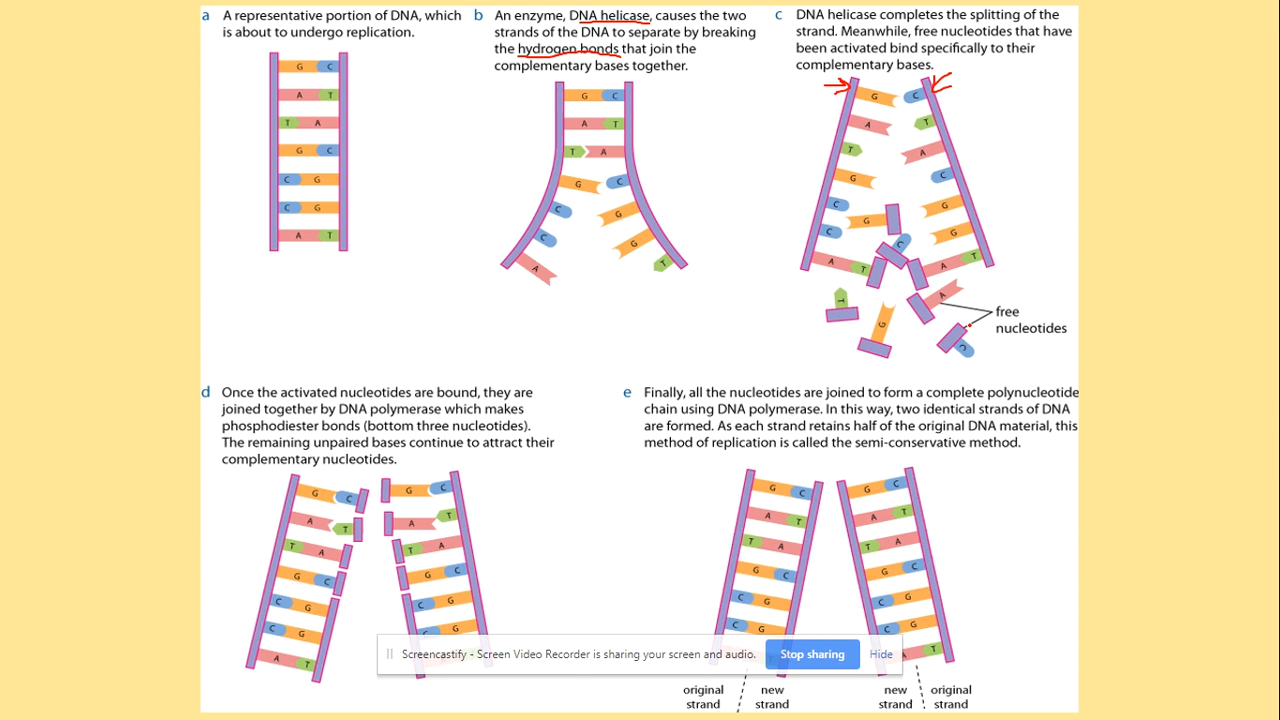 a A representative portion of DNA, which
is about to undergo replication.
G C
A T
T A
G C
C G
C G
A T
b An enzyme, DNA helicase, causes the two
strands of the DNA to separate by breaking
the hydrogen bonds that join the
complementary bases together.
G C
A T
T A
G C
C G
C G
A T
c DNA helicase completes the splitting of the
strand. Meanwhile, free nucleotides that have
been activated bind specifically to their
complementary bases.
G C
A T
T A
G C
C G G
C C G
A T A T
T G A C
free
nucleotides
d Once the activated nucleotides are bound, they are
joined together by DNA polymerase which makes
phosphodiester bonds (bottom three nucleotides).
The remaining unpaired bases continue to attract their
complementary nucleotides.
G C G C
A T A T
T A T A
G C G C
C G C G
C G C G
A T
e Finally, all the nucleotides are joined to form a complete polynucleotide
chain using DNA polymerase. In this way, two identical strands of DNA
are formed. As each strand retains half of the original DNA material, this
method of replication is called the semi-conservative method.
G C G C
A T A T
T A T A
G C G C
C G C G
C G C G
A T
Screencastify - Screen Video Recorder is sharing your screen and audio. Stop sharing Hide
original new new original
strand strand strand strand